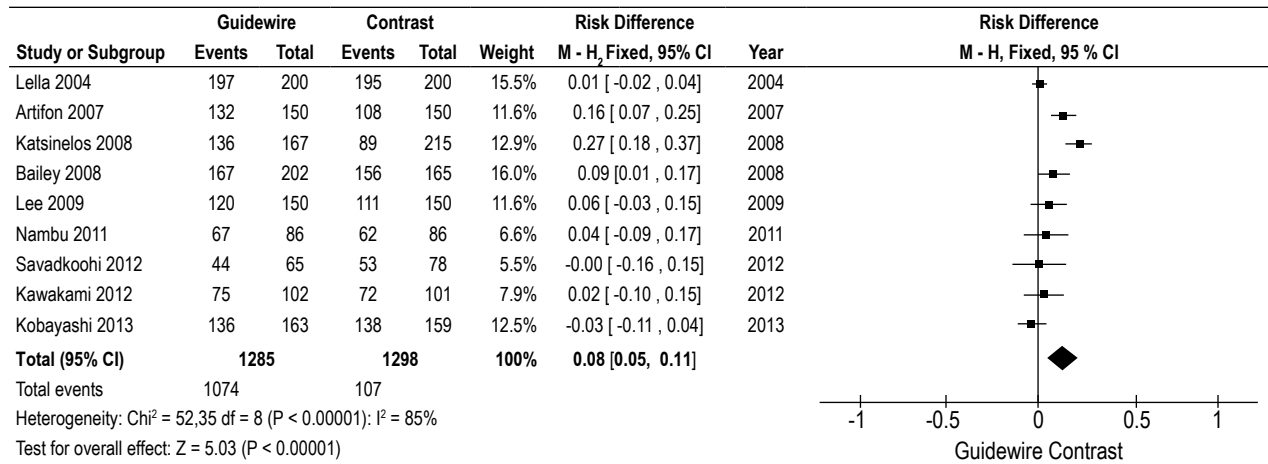 Guidewire Contrast Risk Difference Risk Difference
Study or Subgroup Events Total Events Total Weight M - H2 Fixed, 95% CI Year M - H, Fixed, 95 % CI
Lella 2004 197 200 195 200 15.5% 0.01 [ -0.02 , 0.04] 2004
Artifon 2007 132 150 108 150 11.6% 0.16 [ 0.07 , 0.25] 2007
Katsinelos 2008 136 167 89 215 12.9% 0.27 [ 0.18 , 0.37] 2008
Bailey 2008 167 202 156 165 16.0% 0.09 [0.01 , 0.17] 2008
Lee 2009 120 150 111 150 11.6% 0.06 [ -0.03 , 0.15] 2009
Nambu 2011 67 86 62 86 6.6% 0.04 [ -0.09 , 0.17] 2011
Savadkoohi 2012 44 65 53 78 5.5% -0.00 [ -0.16 , 0.15] 2012
Kawakami 2012 75 102 72 101 7.9% 0.02 [ -0.10 , 0.15] 2012
Kobayashi 2013 136 163 138 159 12.5% -0.03 [ -0.11 , 0.04] 2013
Total (95% CI) 1285 1298 100% 0.08 [0.05, 0.11]
Total events 1074 107
Heterogeneity: Chi² = 52,35 df = 8 (P < 0.00001): I² = 85%
Test for overall effect: Z = 5.03 (P < 0.00001)
-1 -0.5 0 0.5 1
Guidewire Contrast